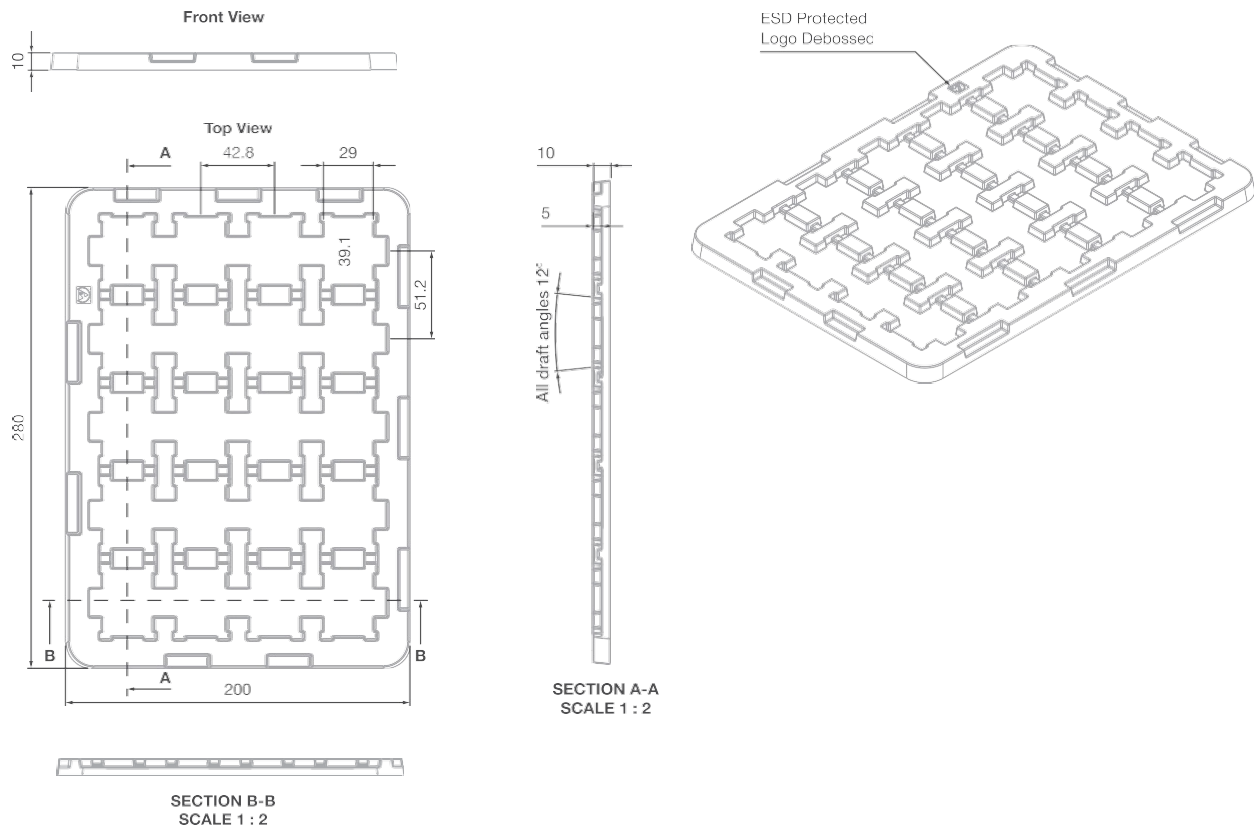 Front View
10
Top View
A
42.8
29
39.1
51.2
280
B
B
A
200
SECTION B-B
SCALE 1 : 2
10
5
All draft angles 12°
SECTION A-A
SCALE 1 : 2
ESD Protected
Logo Debossec